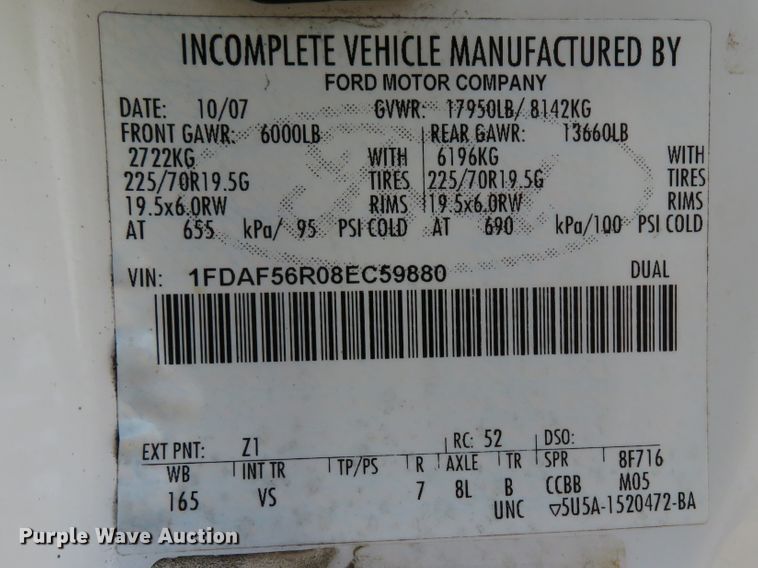 INCOMPLETE VEHICLE MANUFACTURED BY
FORD MOTOR COMPANY
DATE: 10/07 GVWR: 17950LB/ 8142KG
FRONT GAWR: 6000LB REAR GAWR: 13660LB
2722KG WITH 6196KG WITH
225/70R19.5G TIRES 225/70R19.5G TIRES
19.5x6.0RW RIMS 19.5x6.0RW RIMS
AT 655 kPa/ 95 PSI COLD AT 690 kPa/100 PSI COLD
VIN: 1FDAF56R08EC59880 DUAL
EXT PNT: Z1 RC: 52 DSO:
WB INT TR TP/PS R AXLE TR SPR 8F716
165 VS 7 8L B CCBB M05
UNC ▽5U5A-1520472-BA
Purple Wave Auction